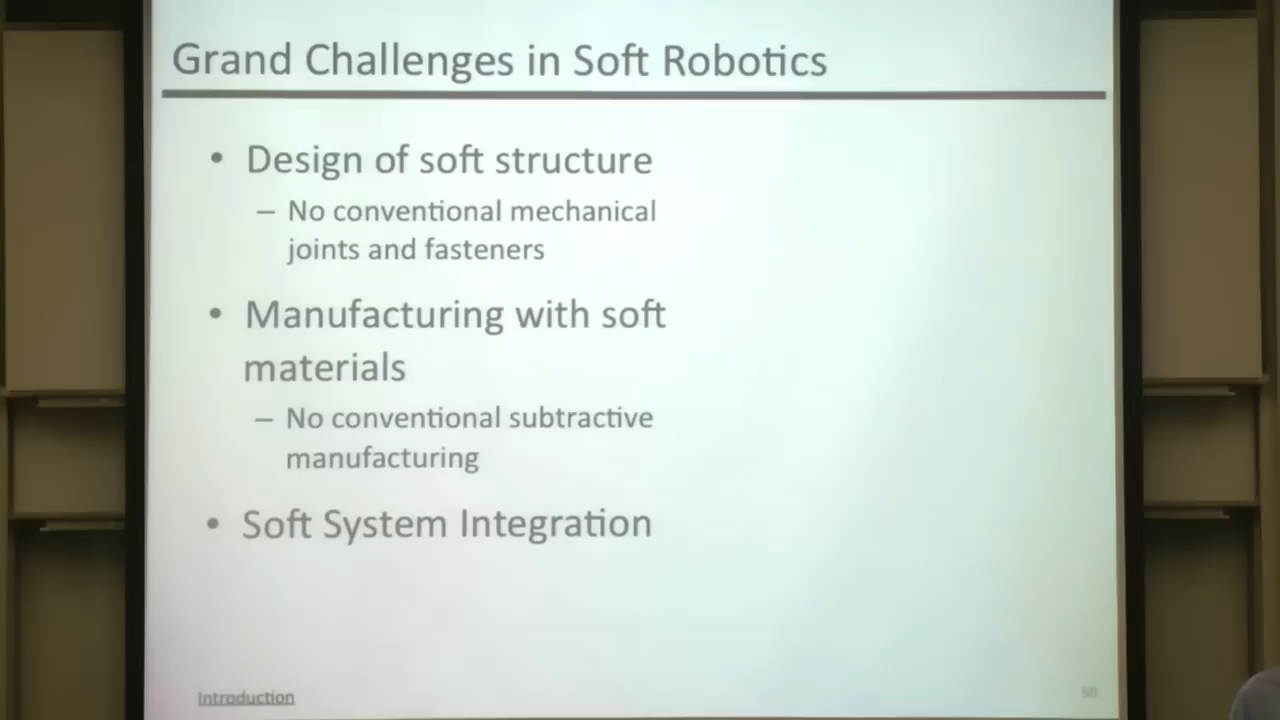 Grand Challenges in Soft Robotics
• Design of soft structure
– No conventional mechanical
joints and fasteners
• Manufacturing with soft
materials
– No conventional subtractive
manufacturing
• Soft System Integration
Introduction
50